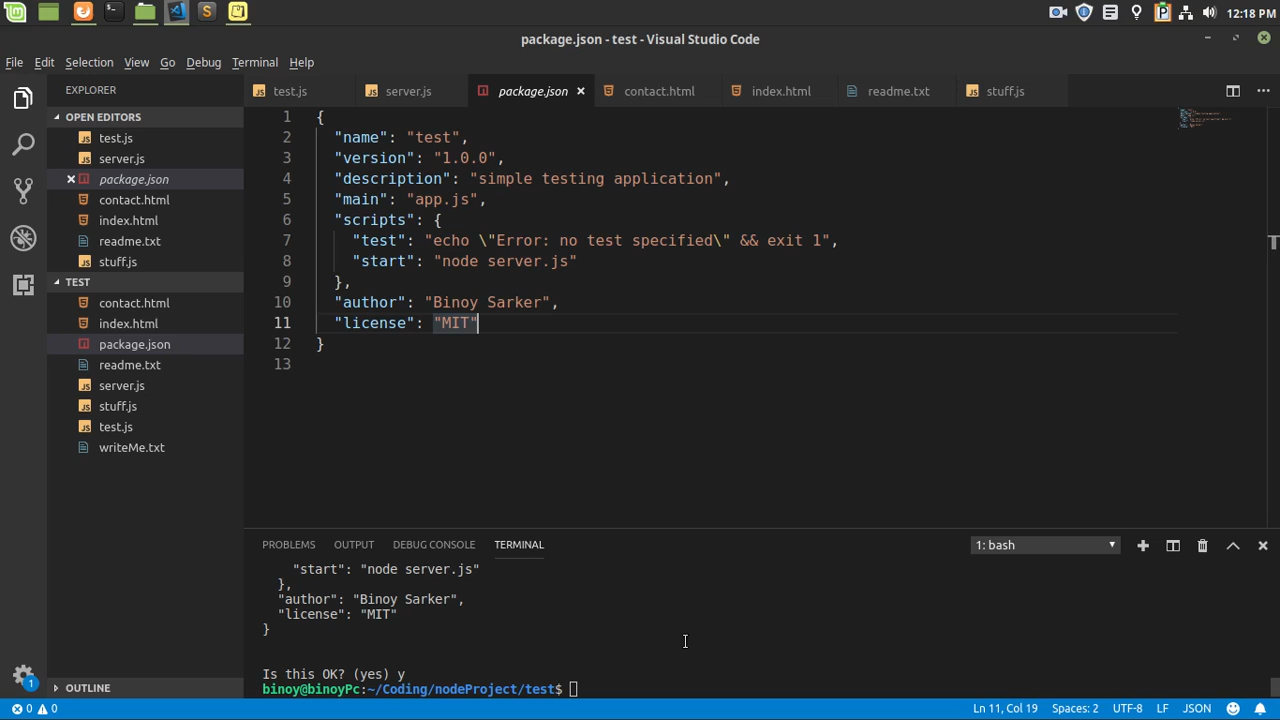 12:18 PM
package.json - test - Visual Studio Code
File Edit Selection View Go Debug Terminal Help
EXPLORER
OPEN EDITORS
test.js
server.js
package.json
contact.html
index.html
readme.txt
stuff.js
TEST
contact.html
index.html
package.json
readme.txt
server.js
stuff.js
test.js
writeMe.txt
OUTLINE
test.js server.js package.json contact.html index.html readme.txt stuff.js
1 {
2 "name": "test",
3 "version": "1.0.0",
4 "description": "simple testing application",
5 "main": "app.js",
6 "scripts": {
7 "test": "echo \"Error: no test specified\" && exit 1",
8 "start": "node server.js"
9 },
10 "author": "Binoy Sarker",
11 "license": "MIT"
12 }
13
PROBLEMS OUTPUT DEBUG CONSOLE TERMINAL 1: bash
"start": "node server.js"
},
"author": "Binoy Sarker",
"license": "MIT"
}
Is this OK? (yes) y
binoy@binoyPc:~/Coding/nodeProject/test$
1
0 0 Ln 11, Col 19 Spaces: 2 UTF-8 LF JSON